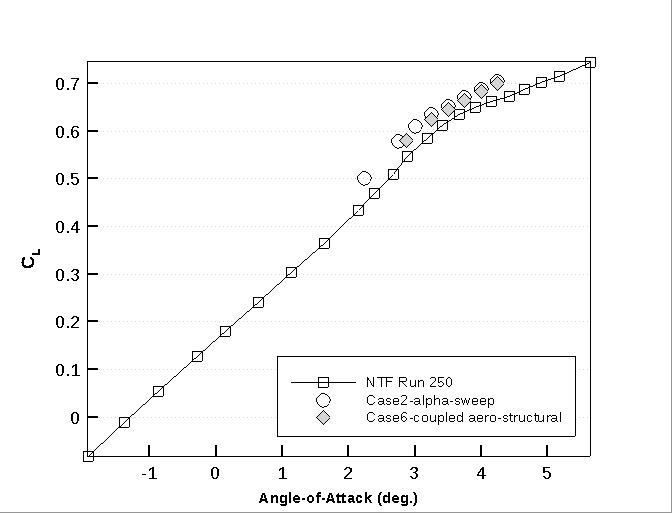 0.7
0.6
0.5
0.4
0.3
0.2
0.1
0
CL
NTF Run 250
Case2-alpha-sweep
Case6-coupled aero-structural
-1 0 1 2 3 4 5
Angle-of-Attack (deg.)